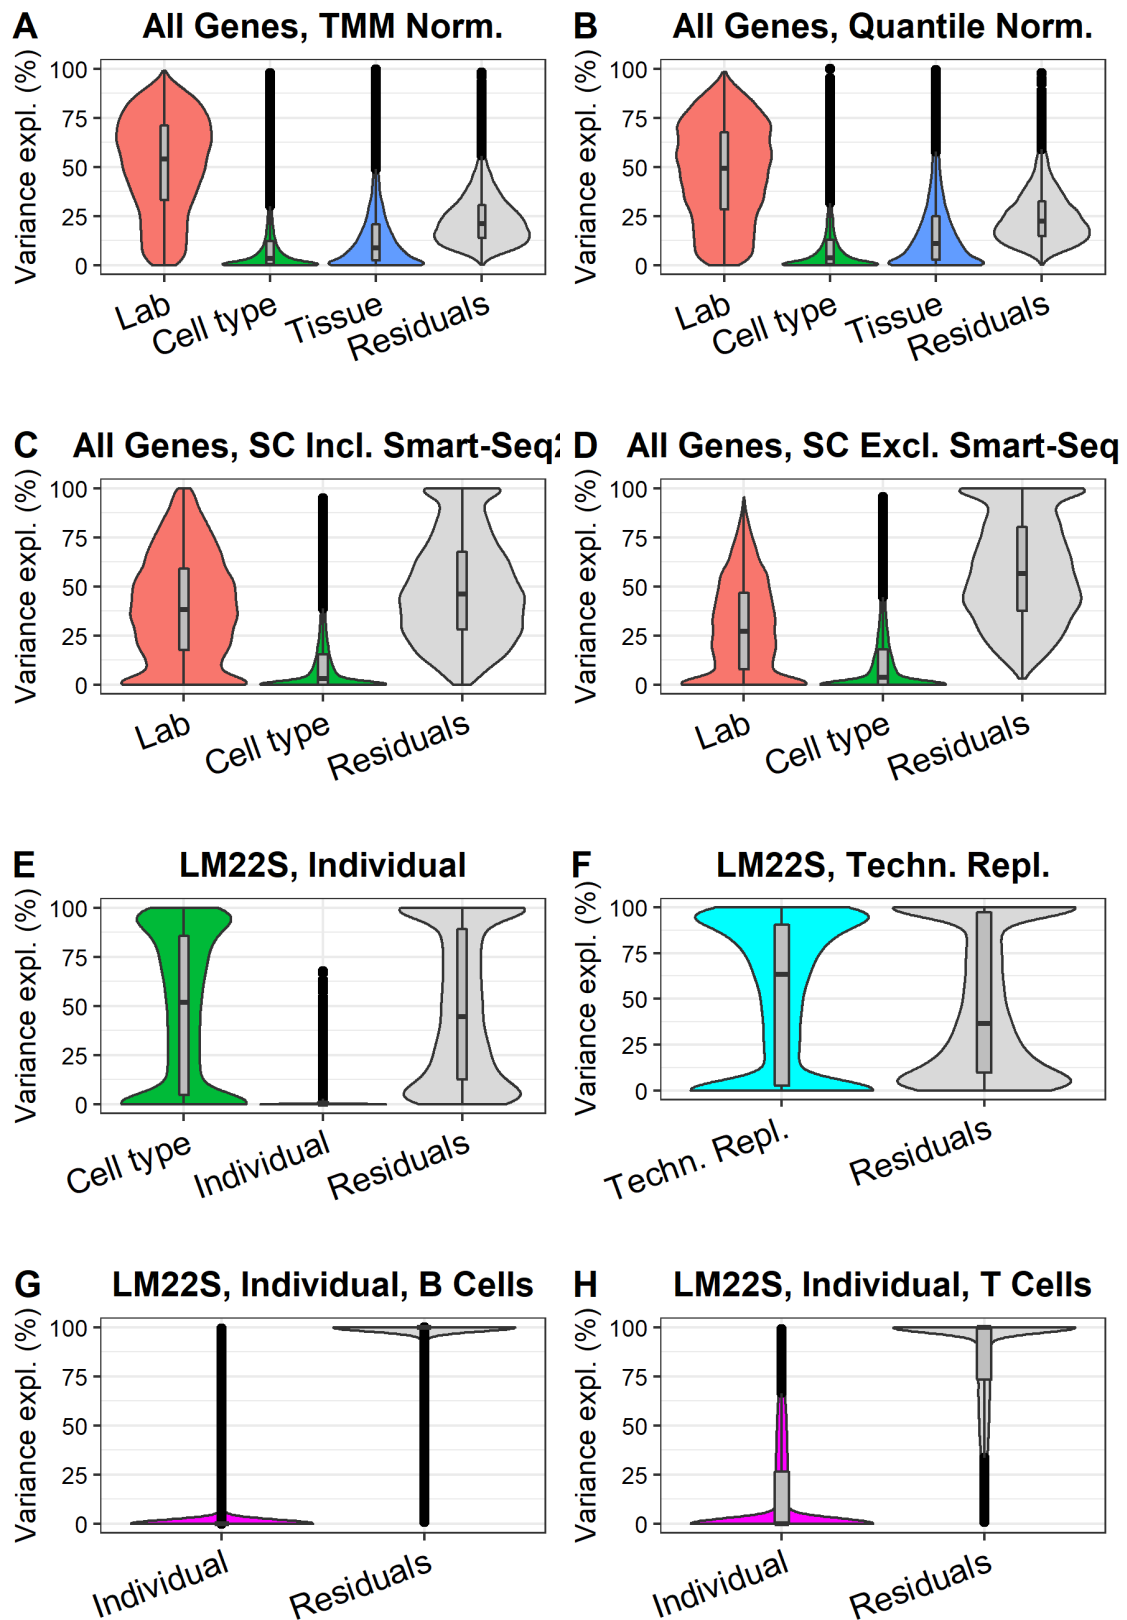 A All Genes, TMM Norm.
Variance expl. (%)
100
75
50
25
0
Lab
Cell type
Tissue
Residuals
B All Genes, Quantile Norm.
Variance expl. (%)
100
75
50
25
0
Lab
Cell type
Tissue
Residuals
C All Genes, SC Incl. Smart-Seq2
Variance expl. (%)
100
75
50
25
0
Lab
Cell type
Residuals
D All Genes, SC Excl. Smart-Seq
Variance expl. (%)
100
75
50
25
0
Lab
Cell type
Residuals
E LM22S, Individual
Variance expl. (%)
100
75
50
25
0
Cell type
Individual
Residuals
F LM22S, Techn. Repl.
Variance expl. (%)
100
75
50
25
0
Techn. Repl.
Residuals
G LM22S, Individual, B Cells
Variance expl. (%)
100
75
50
25
0
Individual
Residuals
H LM22S, Individual, T Cells
Variance expl. (%)
100
75
50
25
0
Individual
Residuals